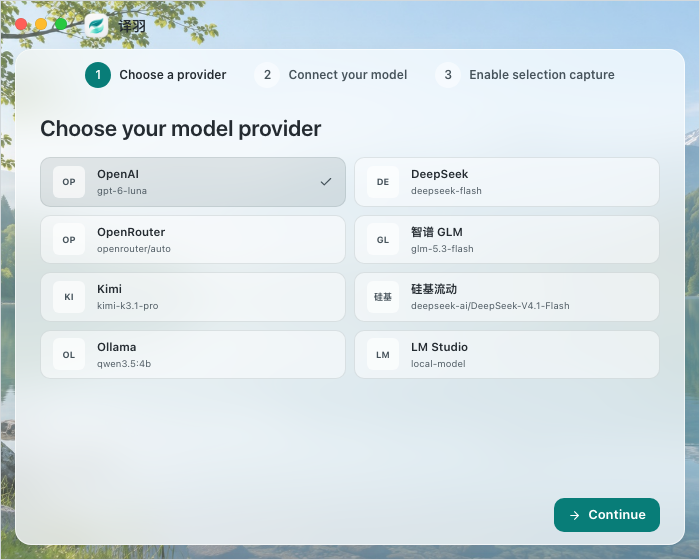 译羽
1 Choose a provider 2 Connect your model 3 Enable selection capture
Choose your model provider
OP OpenAI
gpt-6-luna
DE DeepSeek
deepseek-flash
OP OpenRouter
openrouter/auto
GL 智谱 GLM
glm-5.3-flash
KI Kimi
kimi-k3.1-pro
硅基 硅基流动
deepseek-ai/DeepSeek-V4.1-Flash
OL Ollama
qwen3.5:4b
LM LM Studio
local-model
Continue